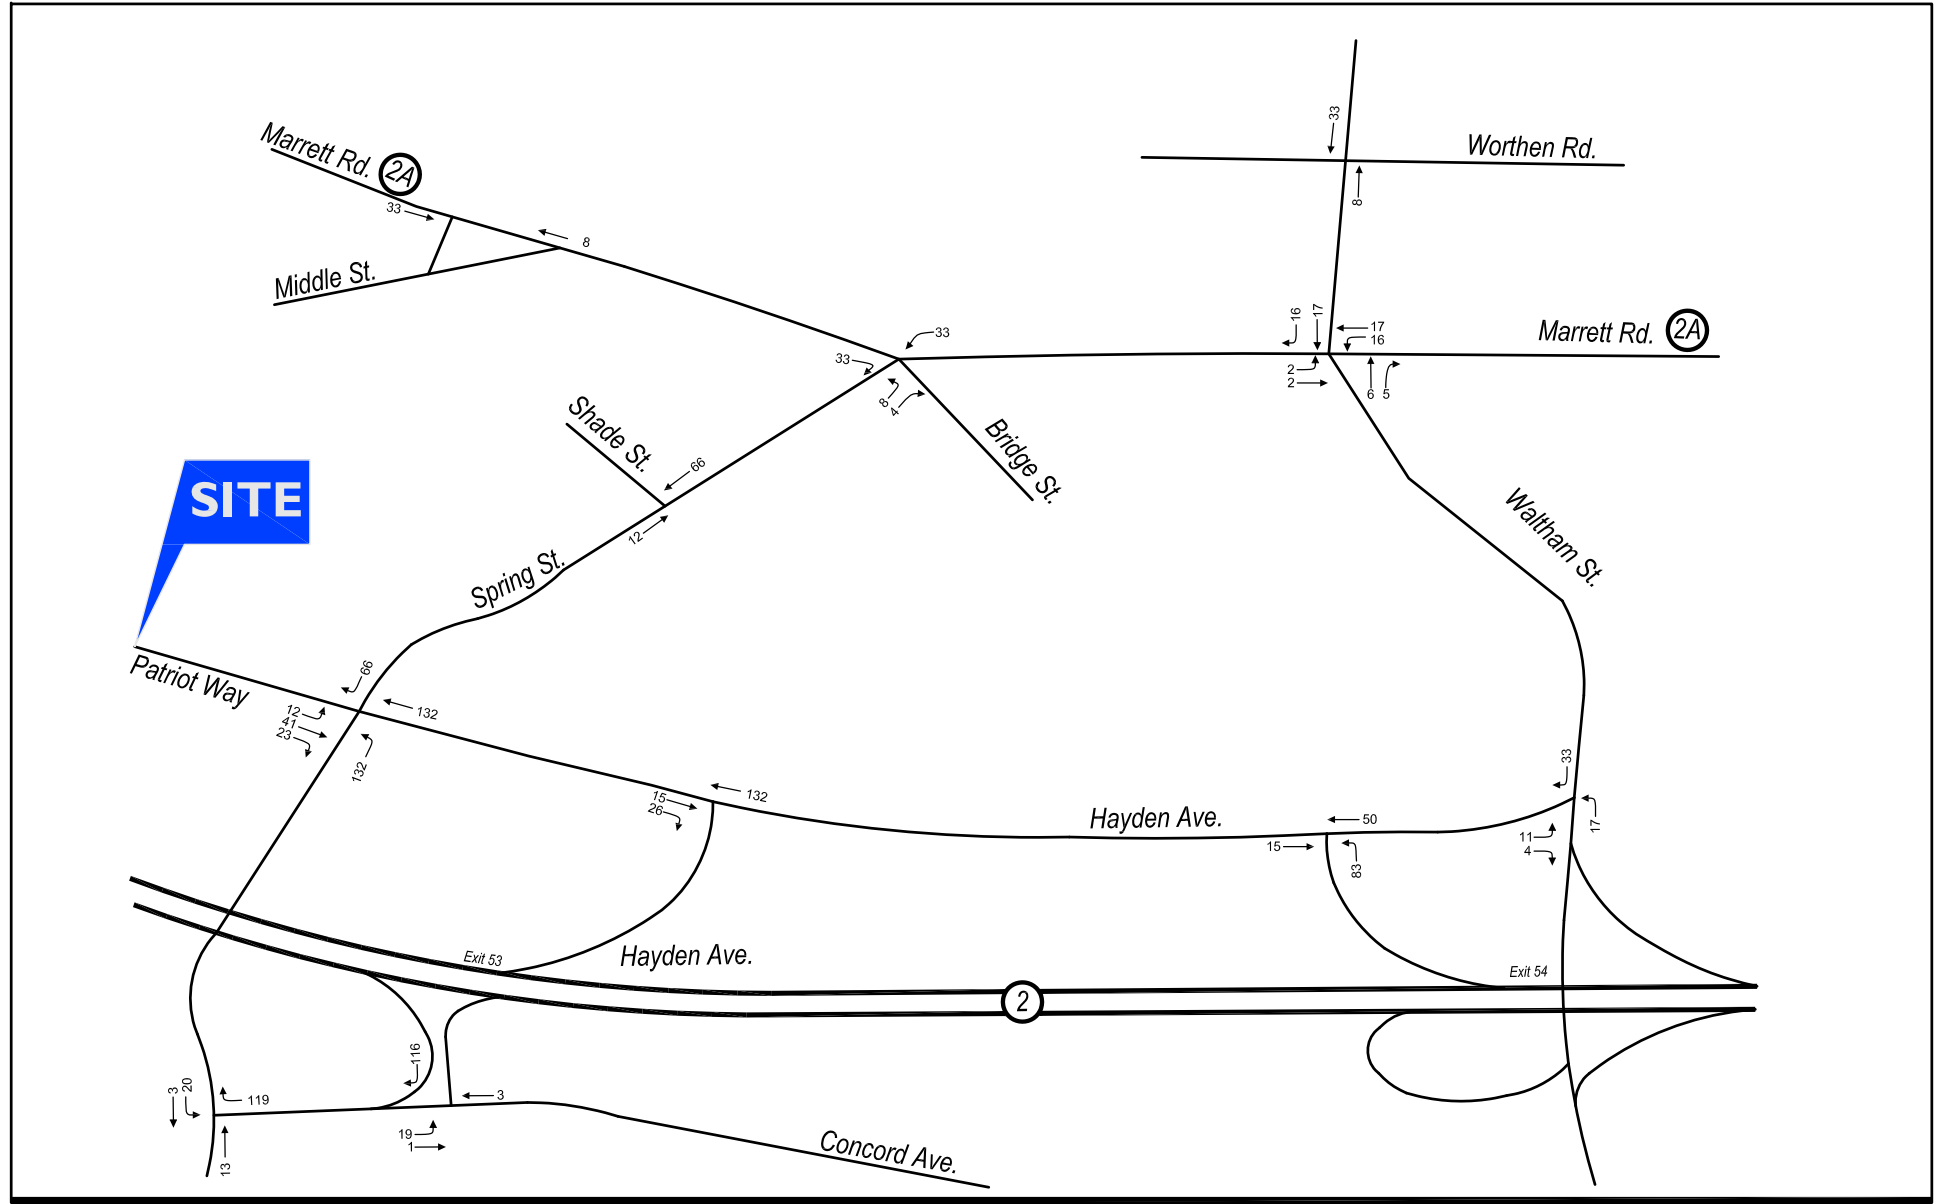 33
Worthen Rd.
Marrett Rd.
2A
33
8
8
Middle St.
16
17
17
16
Marrett Rd.
2A
33
33
2
2
6
5
8
4
Shade St.
Bridge St.
66
SITE
12
Waltham St.
Spring St.
Patriot Way
66
12
41
23
132
132
33
15
26
132
Hayden Ave.
50
17
11
4
15
83
Exit 53
Hayden Ave.
Exit 54
2
116
3
20
119
3
19
1
13
Concord Ave.